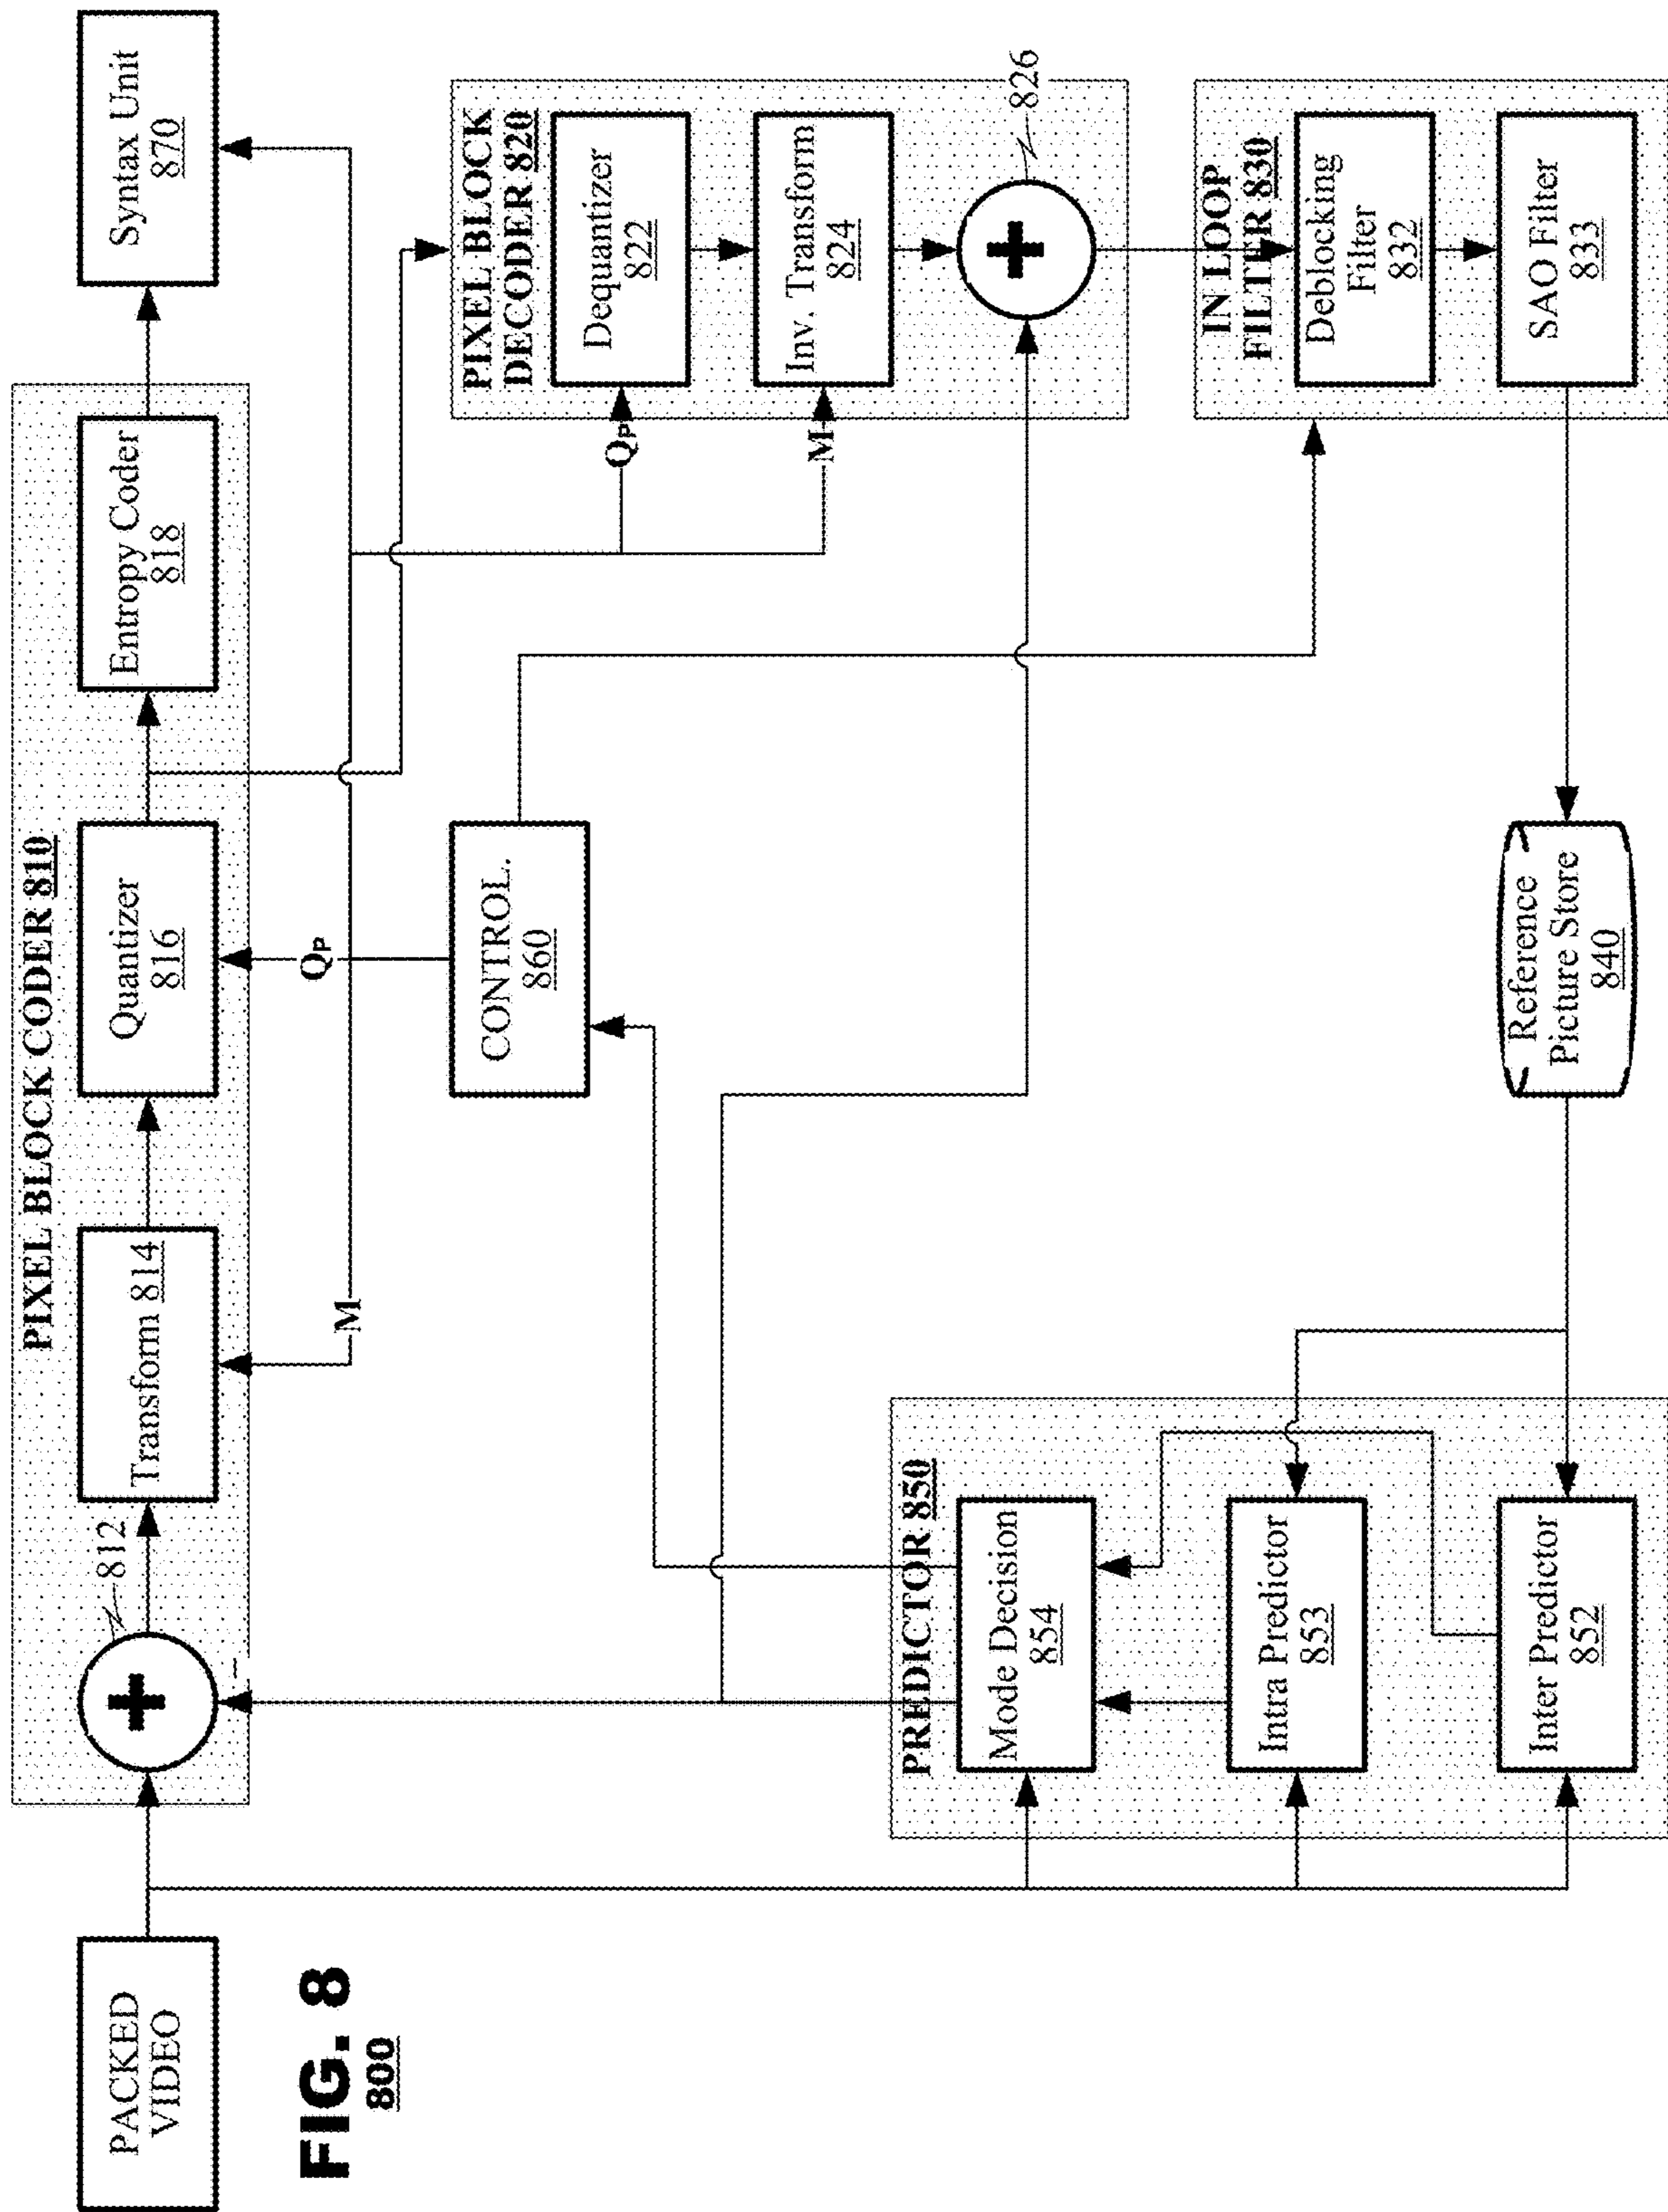 PACKED
VIDEO
PIXEL BLOCK CODER 810
812
-
Transform 814
Quantizer
816
Entropy Coder
818
Syntax Unit
870
M
QP
CONTROL.
860
PIXEL BLOCK
DECODER 820
QP
Dequantizer
822
M
Inv. Transform
824
826
PREDICTOR 850
Mode Decision
854
Intra Predictor
853
Inter Predictor
852
IN LOOP
FILTER 830
Deblocking
Filter
832
SAO Filter
833
Reference
Picture Store
840
FIG. 8
800